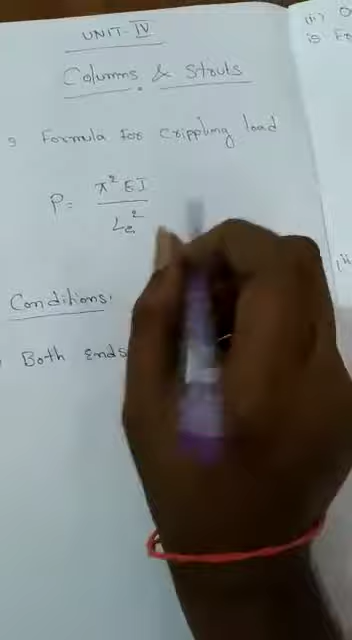 UNIT-IV
Columns & Struts
Formula for Crippling load
P = π² EI / Le²
Conditions:
Both Ends